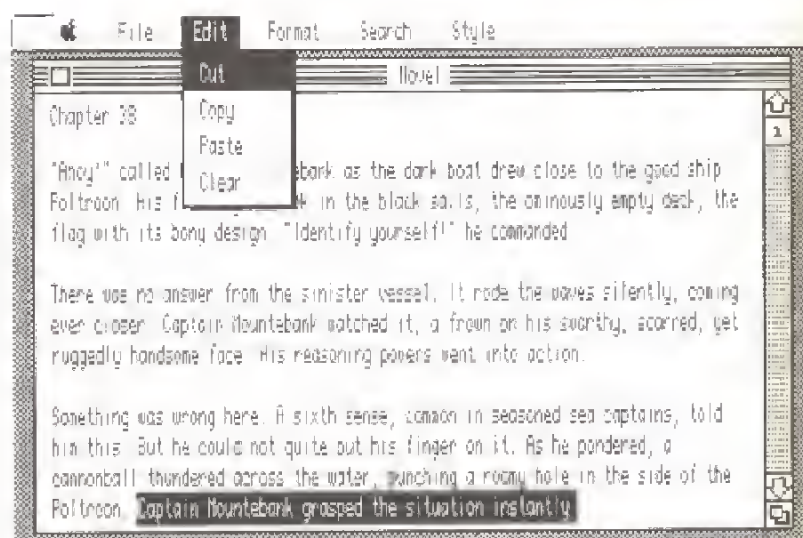 File Edit Format Search Style
Novel
Cut
Copy
Paste
Clear
Chapter 38
"Ahoy" called ebank as the dark boat drew close to the good ship
Poltroon His f k in the black sails, the ominously empty deck, the
flag with its bony design "Identify yourself!" he commanded
There was no answer from the sinister vessel. It rode the waves silently, coming
ever closer Captain Mountebank watched it, a frown on his swarthy, scarred, yet
ruggedly handsome face His reasoning powers went into action.
Something was wrong here. A sixth sense, common in seasoned sea captains, told
him this But he could not quite put his finger on it. As he pondered, a
cannonball thundered across the water, punching a roomy hole in the side of the
Poltroon Captain Mountebank grasped the situation instantly
1